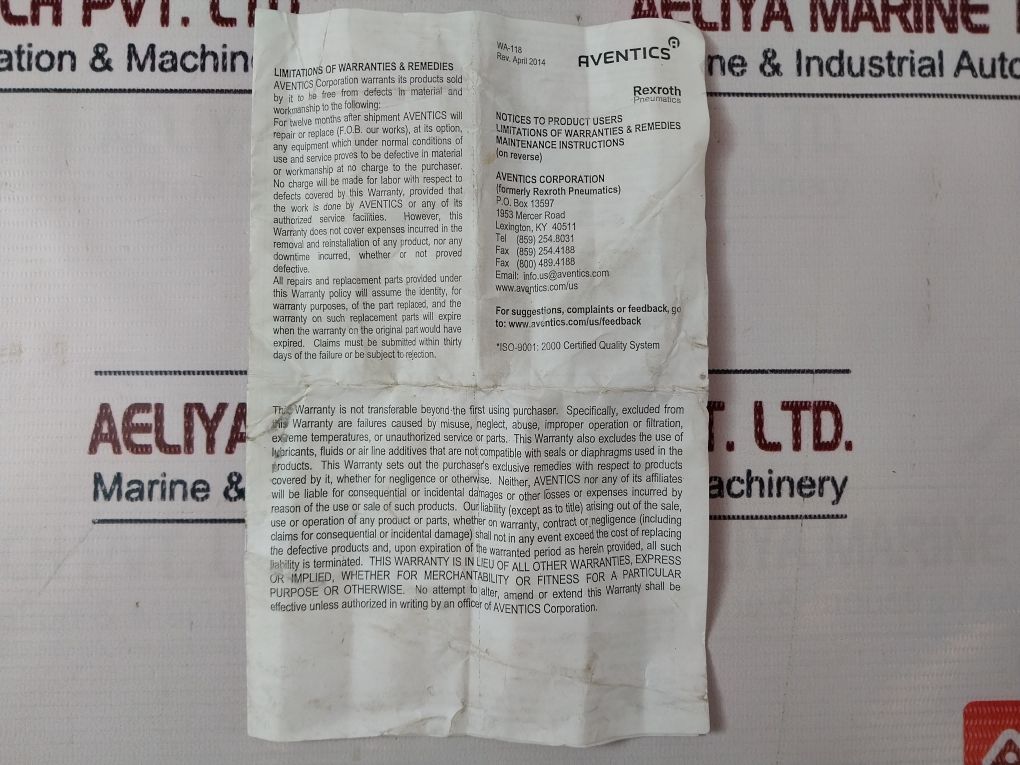 CH PVT. LTD
AELIYA MARINE
ation & Machin
ne & Industrial Auto
LIMITATIONS OF WARRANTIES & REMEDIES
AVENTICS Corporation warrants its products sold
by it to be free from defects in material and
workmanship to the following:
For twelve months after shipment AVENTICS will
repair or replace (F.O.B. our works), at its option,
any equipment which under normal conditions of
use and service proves to be defective in material
or workmanship at no charge to the purchaser.
No charge will be made for labor with respect to
defects covered by this Warranty, provided that
the work is done by AVENTICS or any of its
authorized service facilities. However, this
Warranty does not cover expenses incurred in the
removal and reinstallation of any product, nor any
downtime incurred, whether or not proved
defective.
All repairs and replacement parts provided under
this Warranty policy will assume the identity, for
warranty purposes, of the part replaced, and the
warranty on such replacement parts will expire
when the warranty on the original part would have
expired. Claims must be submitted within thirty
days of the failure or be subject to rejection.
WA-118
Rev. April 2014
AVENTICS
Rexroth
Pneumatics
NOTICES TO PRODUCT USERS
LIMITATIONS OF WARRANTIES & REMEDIES
MAINTENANCE INSTRUCTIONS
(on reverse)
AVENTICS CORPORATION
(formerly Rexroth Pneumatics)
P.O. Box 13597
1953 Mercer Road
Lexington, KY 40511
Tel (859) 254.8031
Fax (859) 254.4188
Fax (800) 489.4188
Email: info.us@aventics.com
www.aventics.com/us
For suggestions, complaints or feedback, go
to: www.aventics.com/us/feedback
*ISO-9001: 2000 Certified Quality System
This Warranty is not transferable beyond the first using purchaser. Specifically, excluded from
this Warranty are failures caused by misuse, neglect, abuse, improper operation or filtration,
extreme temperatures, or unauthorized service or parts. This Warranty also excludes the use of
lubricants, fluids or air line additives that are not compatible with seals or diaphragms used in the
products. This Warranty sets out the purchaser's exclusive remedies with respect to products
covered by it, whether for negligence or otherwise. Neither, AVENTICS nor any of its affiliates
will be liable for consequential or incidental damages or other losses or expenses incurred by
reason of the use or sale of such products. Our liability (except as to title) arising out of the sale,
use or operation of any product or parts, whether on warranty, contract or negligence (including
claims for consequential or incidental damage) shall not in any event exceed the cost of replacing
the defective products and, upon expiration of the warranted period as herein provided, all such
liability is terminated. THIS WARRANTY IS IN LIEU OF ALL OTHER WARRANTIES, EXPRESS
OR IMPLIED, WHETHER FOR MERCHANTABILITY OR FITNESS FOR A PARTICULAR
PURPOSE OR OTHERWISE. No attempt to alter, amend or extend this Warranty shall be
effective unless authorized in writing by an officer of AVENTICS Corporation.
AELIYA
T. LTD.
Marine &
achinery